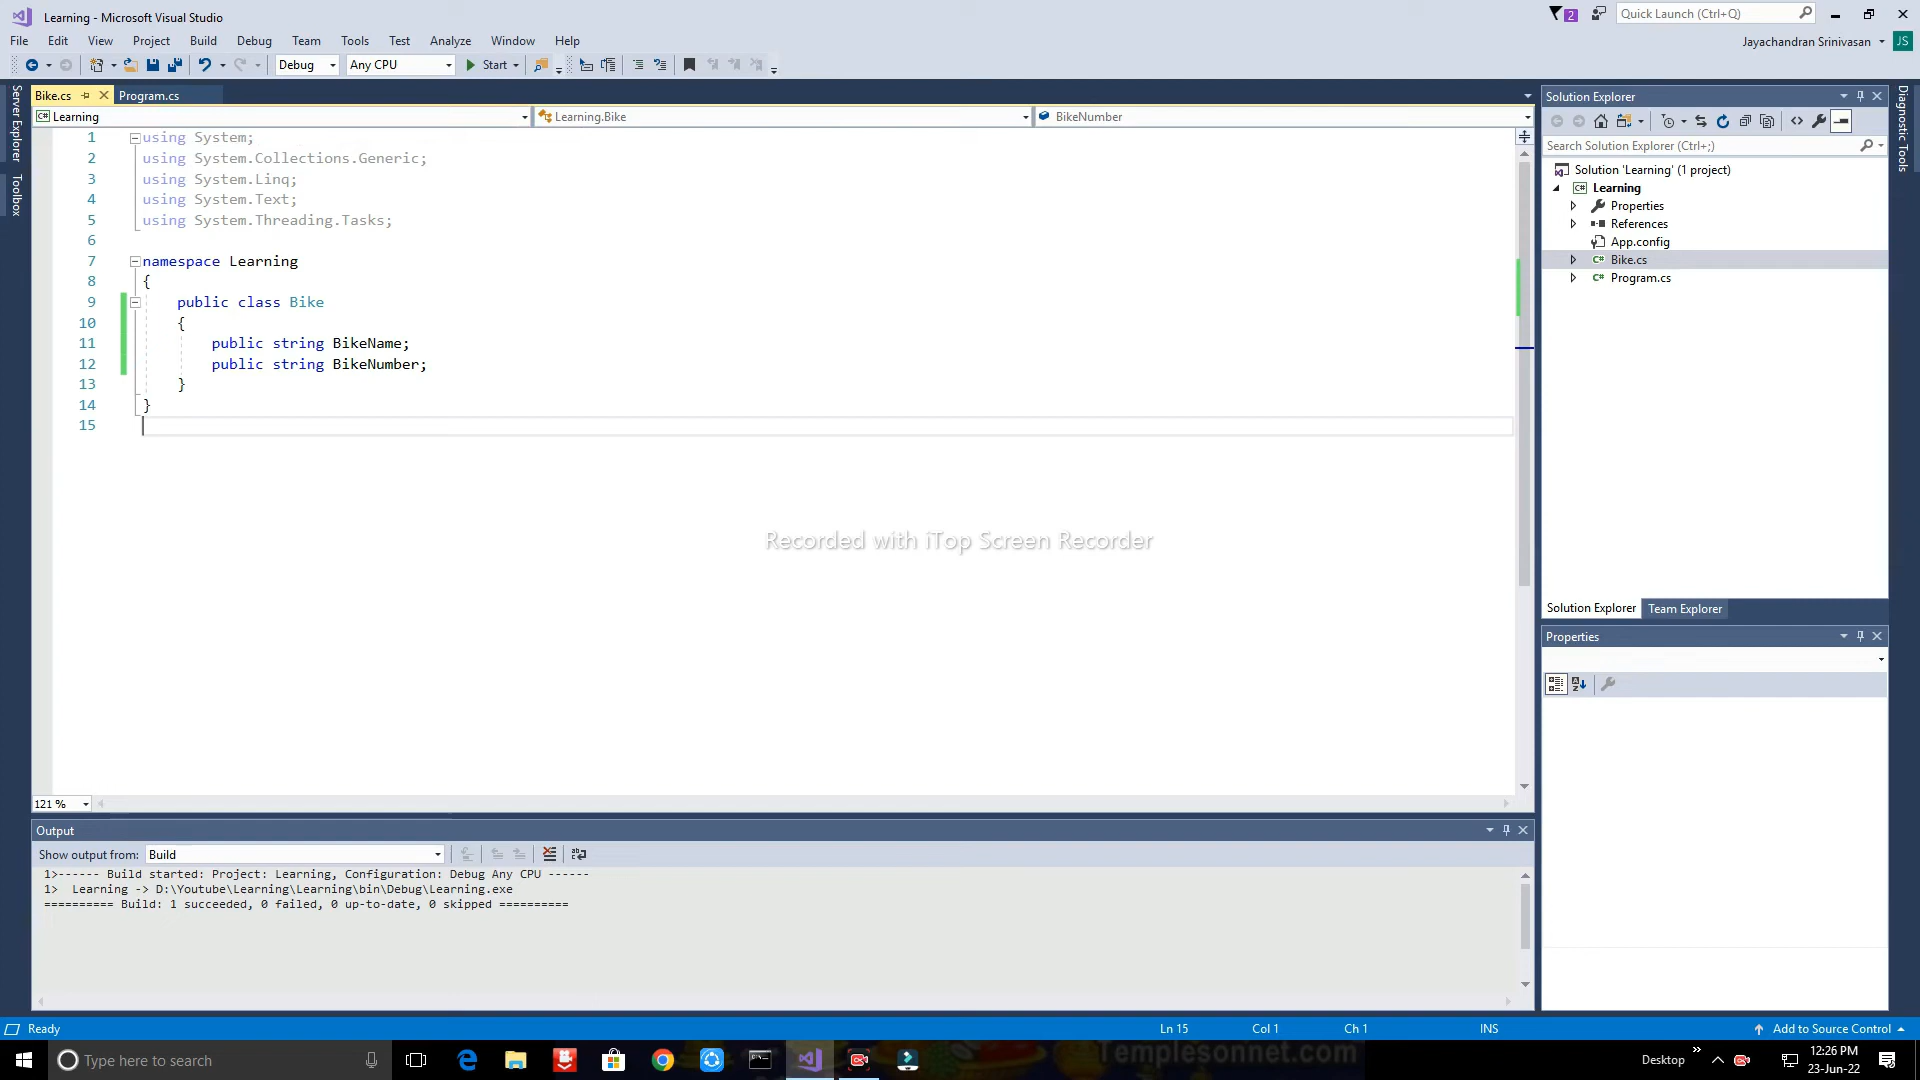 Learning - Microsoft Visual Studio
2
Quick Launch (Ctrl+Q)
File Edit View Project Build Debug Team Tools Test Analyze Window Help
Jayachandran Srinivasan JS
Debug Any CPU Start
Server Explorer
Toolbox
Bike.cs Program.cs
Learning Learning.Bike BikeNumber
1 using System;
2 using System.Collections.Generic;
3 using System.Linq;
4 using System.Text;
5 using System.Threading.Tasks;
6
7 namespace Learning
8 {
9 public class Bike
10 {
11 public string BikeName;
12 public string BikeNumber;
13 }
14 }
15
Recorded with iTop Screen Recorder
121 %
Solution Explorer
Search Solution Explorer (Ctrl+;)
Solution 'Learning' (1 project)
C# Learning
Properties
References
App.config
C# Bike.cs
C# Program.cs
Solution Explorer Team Explorer
Properties
Diagnostic Tools
Output
Show output from: Build
1>------ Build started: Project: Learning, Configuration: Debug Any CPU ------
1> Learning -> D:\Youtube\Learning\Learning\bin\Debug\Learning.exe
========== Build: 1 succeeded, 0 failed, 0 up-to-date, 0 skipped ==========
Ready Ln 15 Col 1 Ch 1 INS Add to Source Control
Type here to search
Templesonnet.com
Desktop
12:26 PM
23-Jun-22